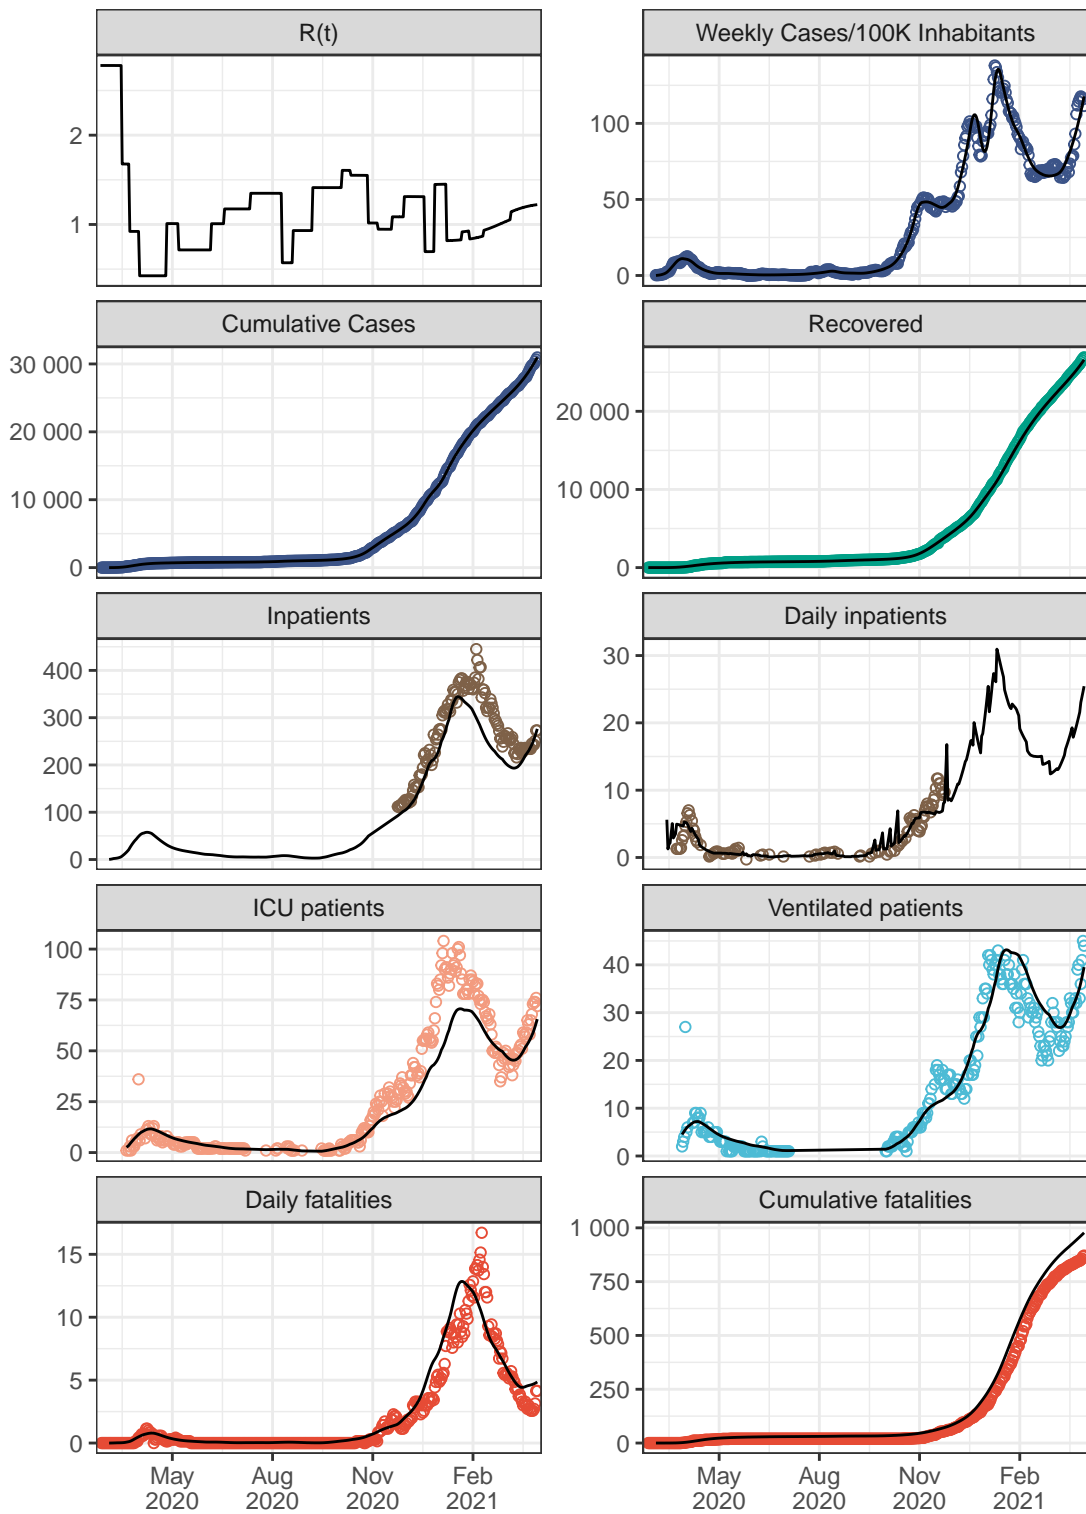 R(t)
Weekly Cases/100K Inhabitants
2
1
100
50
0
Cumulative Cases
Recovered
30 000
20 000
10 000
0
20 000
10 000
0
Inpatients
Daily inpatients
400
300
200
100
0
30
20
10
0
ICU patients
Ventilated patients
100
75
50
25
0
40
30
20
10
0
Daily fatalities
Cumulative fatalities
15
10
5
0
1 000
750
500
250
0
May Aug Nov Feb
2020 2020 2020 2021
May Aug Nov Feb
2020 2020 2020 2021